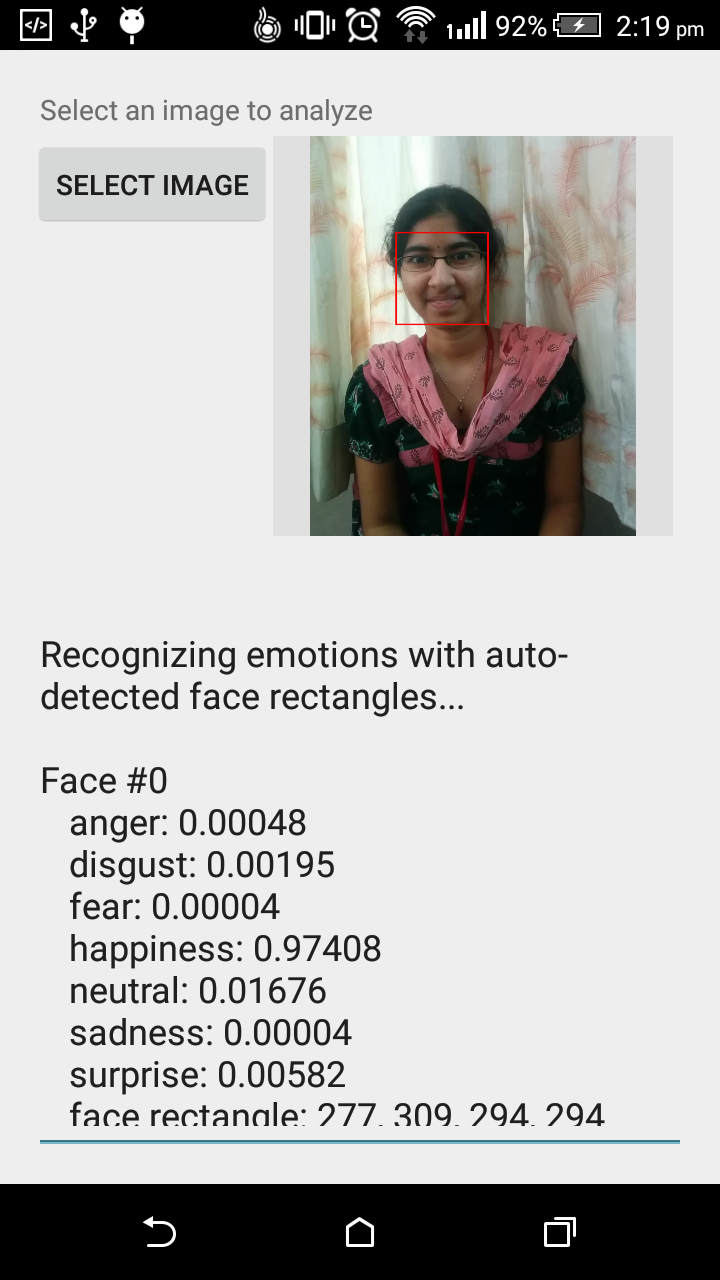 92% 2:19 pm
Select an image to analyze
SELECT IMAGE
Recognizing emotions with auto-
detected face rectangles...
Face #0
anger: 0.00048
disgust: 0.00195
fear: 0.00004
happiness: 0.97408
neutral: 0.01676
sadness: 0.00004
surprise: 0.00582
face rectangle: 277, 309, 294, 294